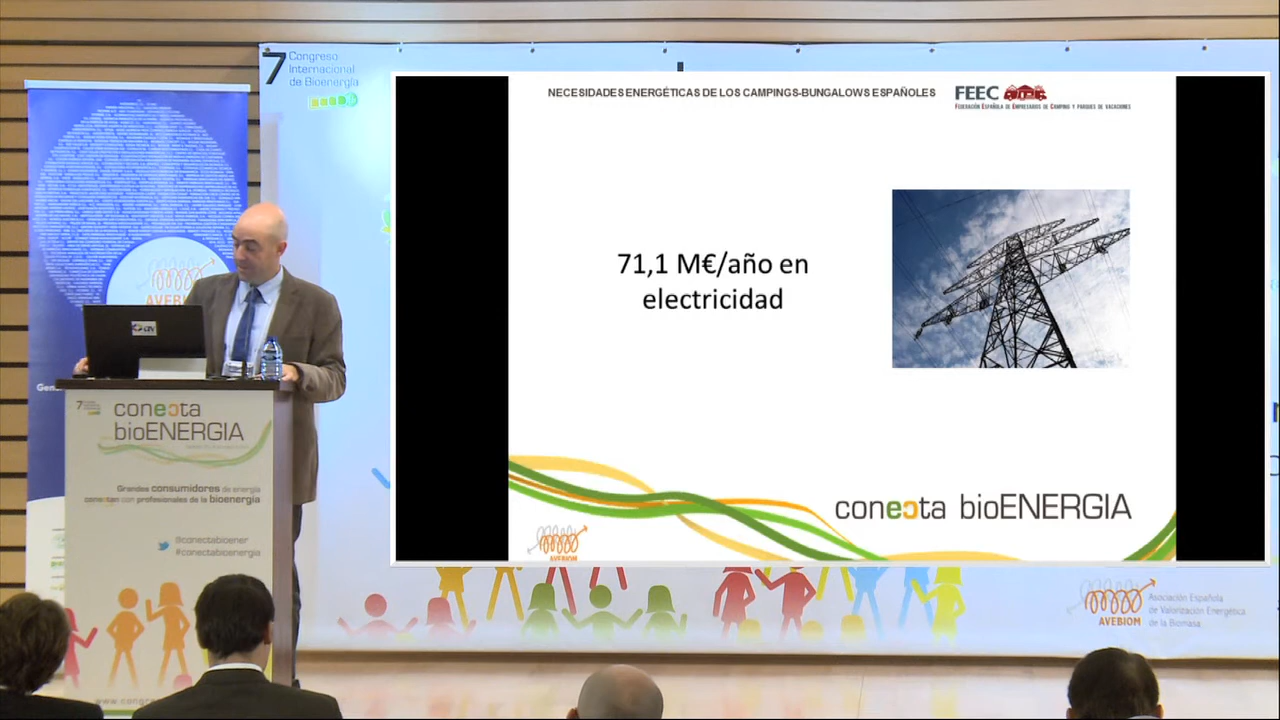 7 Congreso
Internacional
de Bioenergía
NECESIDADES ENERGÉTICAS DE LOS CAMPINGS-BUNGALOWS ESPAÑOLES
FEEC
FEDERACIÓN ESPAÑOLA DE EMPRESARIOS DE CAMPING Y PARQUES DE VACACIONES
71,1 M€/año en
electricidad
conecta bioENERGIA
AVEBIOM
conecta
bioENERGIA
Grandes consumidores de energía
conectan con profesionales de la bioenergía
@conectabioener
#conectabioenergia
Asociación Española
de Valorización Energética
de la Biomasa
AVEBIOM